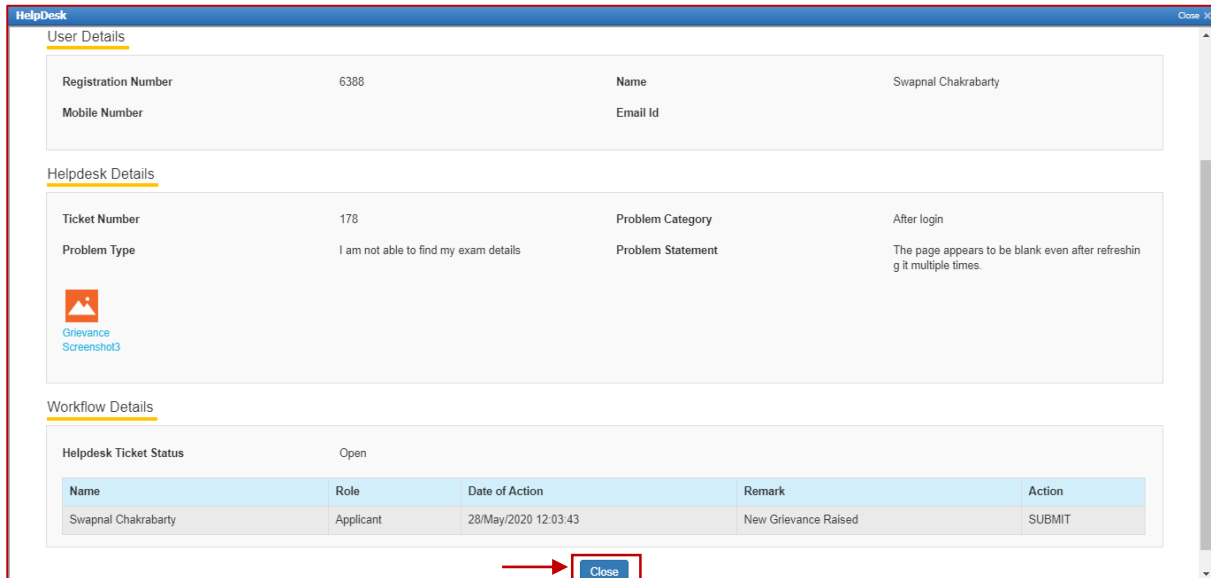 HelpDesk Close X
User Details
Registration Number 6388 Name Swapnal Chakrabarty
Mobile Number Email Id
Helpdesk Details
Ticket Number 178 Problem Category After login
Problem Type I am not able to find my exam details Problem Statement The page appears to be blank even after refreshin
g it multiple times.
Grievance
Screenshot3
Workflow Details
Helpdesk Ticket Status Open
Name Role Date of Action Remark Action
Swapnal Chakrabarty Applicant 28/May/2020 12:03:43 New Grievance Raised SUBMIT
Close